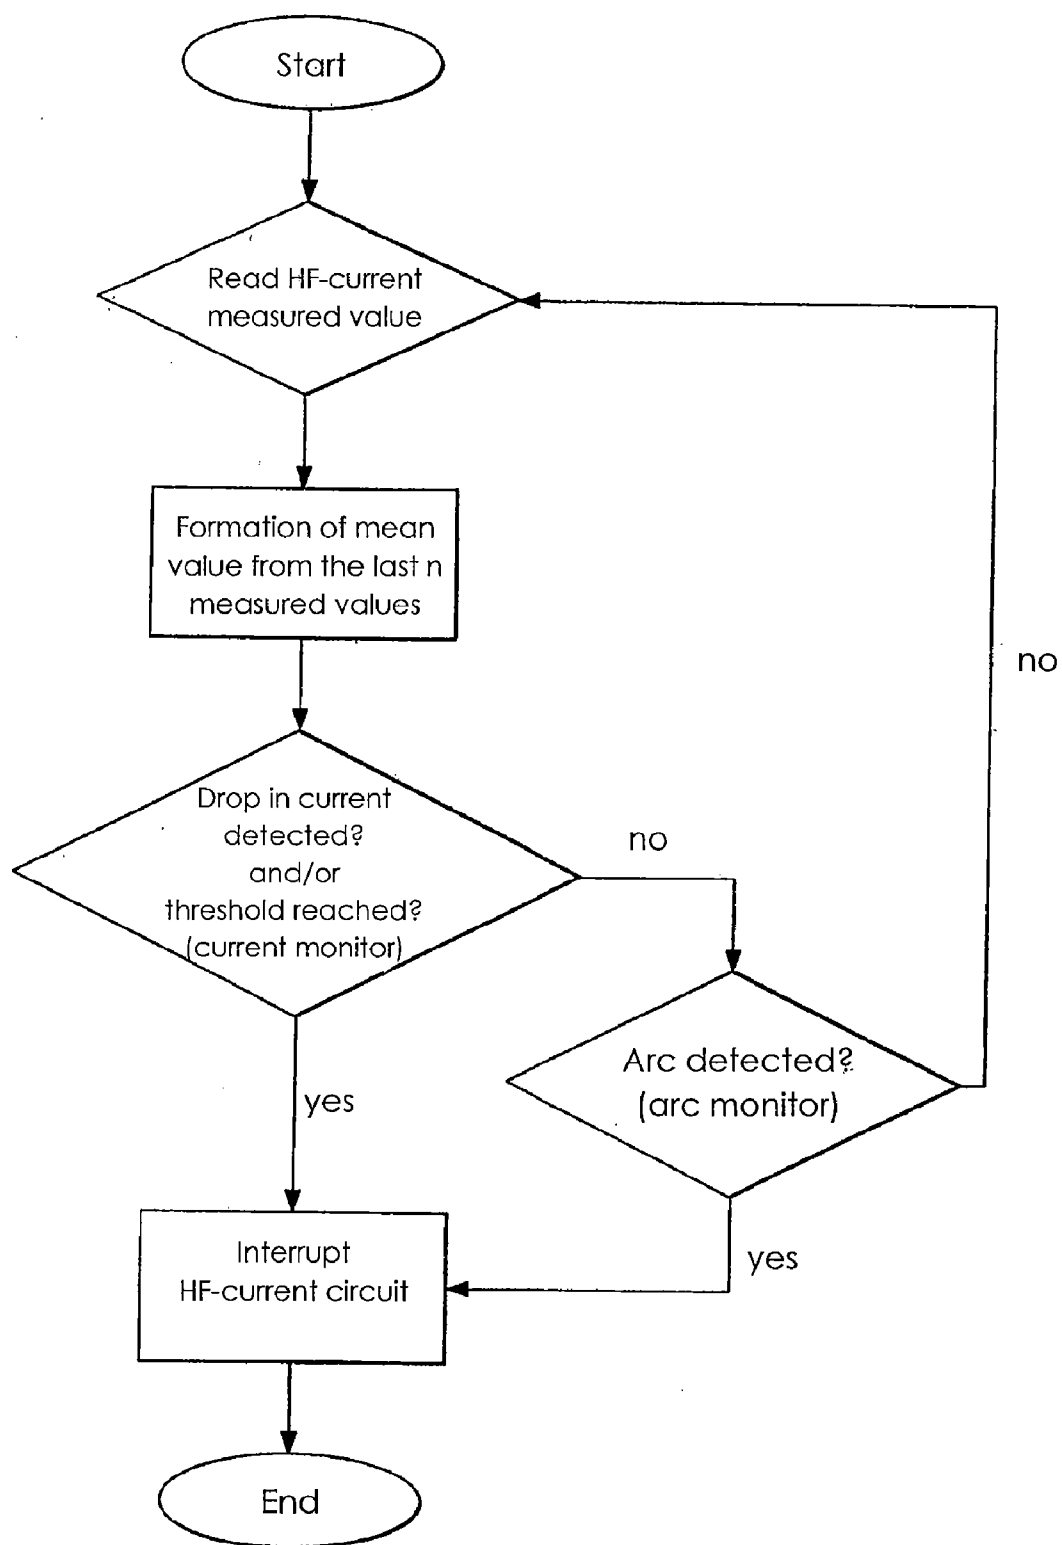 Start
Read HF-current
measured value
Formation of mean
value from the last n
measured values
no
Drop in current
detected?
and/or
threshold reached?
(current monitor)
no
Arc detected?
(arc monitor)
yes
Interrupt
HF-current circuit
yes
End